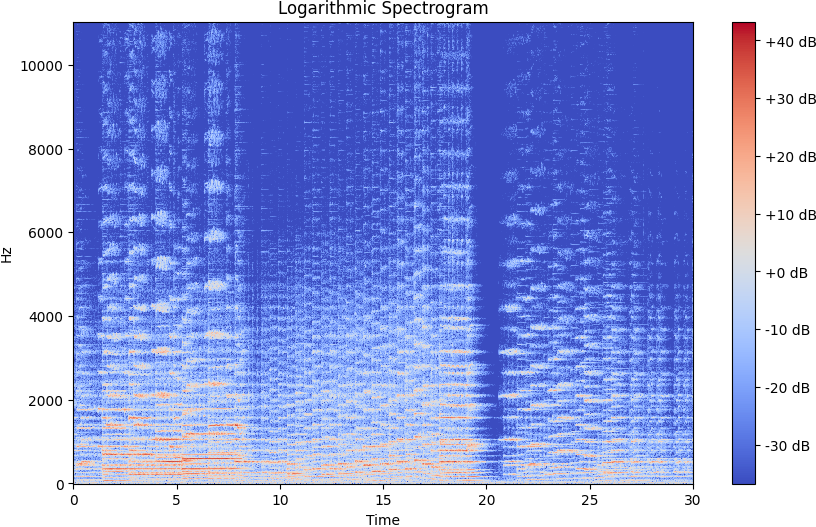 Logarithmic Spectrogram
Hz
10000
8000
6000
4000
2000
0
0 5 10 15 20 25 30
Time
+40 dB
+30 dB
+20 dB
+10 dB
+0 dB
-10 dB
-20 dB
-30 dB